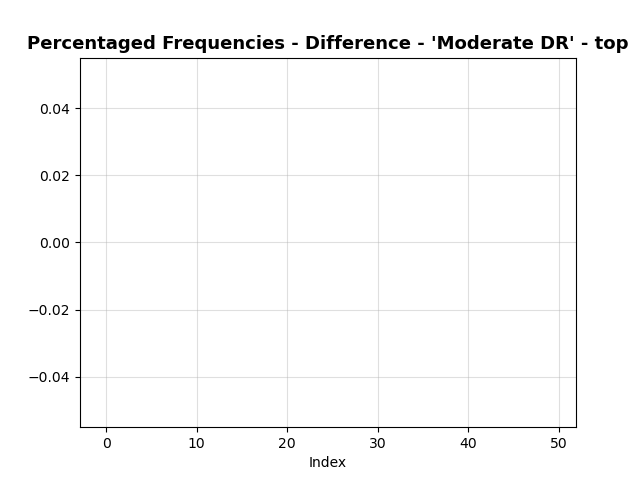 Percentaged Frequencies - Difference - 'Moderate DR' - top
0.04
0.02
0.00
−0.02
−0.04
0 10 20 30 40 50
Index